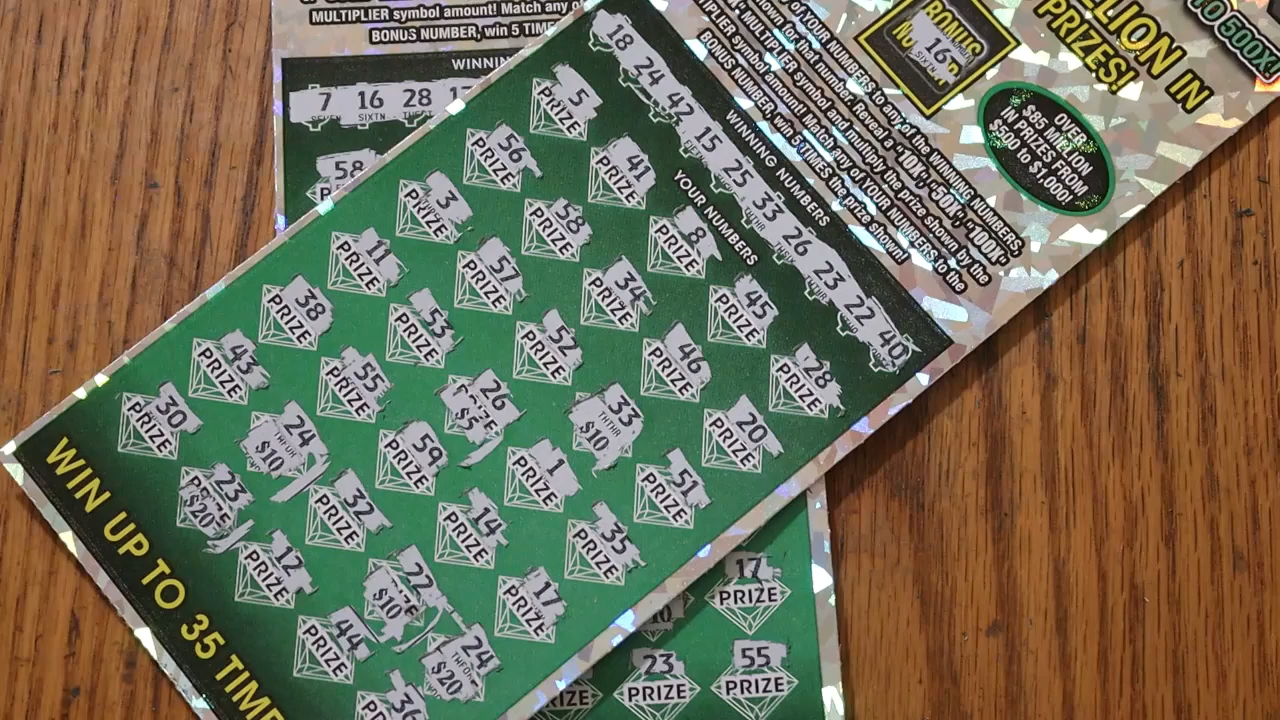 MULTIPLIER symbol amount! Match any of
BONUS NUMBER, win 5 TIM
WINNIN
7 16 28
SIXTN
58
ELLION IN
PRIZES!
TO 500X!
BONUS
16
OVER
$85 MILLION
IN PRIZES FROM
$500 to $1,000!
of YOUR NUMBERS to any of the WINNING NUMBERS
shown for that number. Reveal a "10X", "50X", "100X"
MULTIPLIER symbol and multiply the prize shown by the
MULTIPLIER symbol amount! Match any of YOUR NUMBERS to the
BONUS NUMBER, win 5 TIMES the prize shown!
WINNING NUMBERS
18 24 42 15 25 33 26 23 22 40
YOUR NUMBERS
5 PRIZE
41 PRIZE
8 PRIZE
45 PRIZE
28 PRIZE
56 PRIZE
58 PRIZE
34 PRIZE
46 PRIZE
20 PRIZE
3 PRIZE
57 PRIZE
52 PRIZE
33 THTHR $10
51 PRIZE
11 PRIZE
53 PRIZE
26 $5
1 PRIZE
35 PRIZE
38 PRIZE
55 PRIZE
59 PRIZE
14 PRIZE
17 PRIZE
43 PRIZE
24 TWFOR $10
32 PRIZE
22 $10
24 TWFOR $20
30 PRIZE
23 $20
12 PRIZE
44 PRIZE
36
WIN UP TO 35 TIME
17
PRIZE
23 55
PRIZE PRIZE